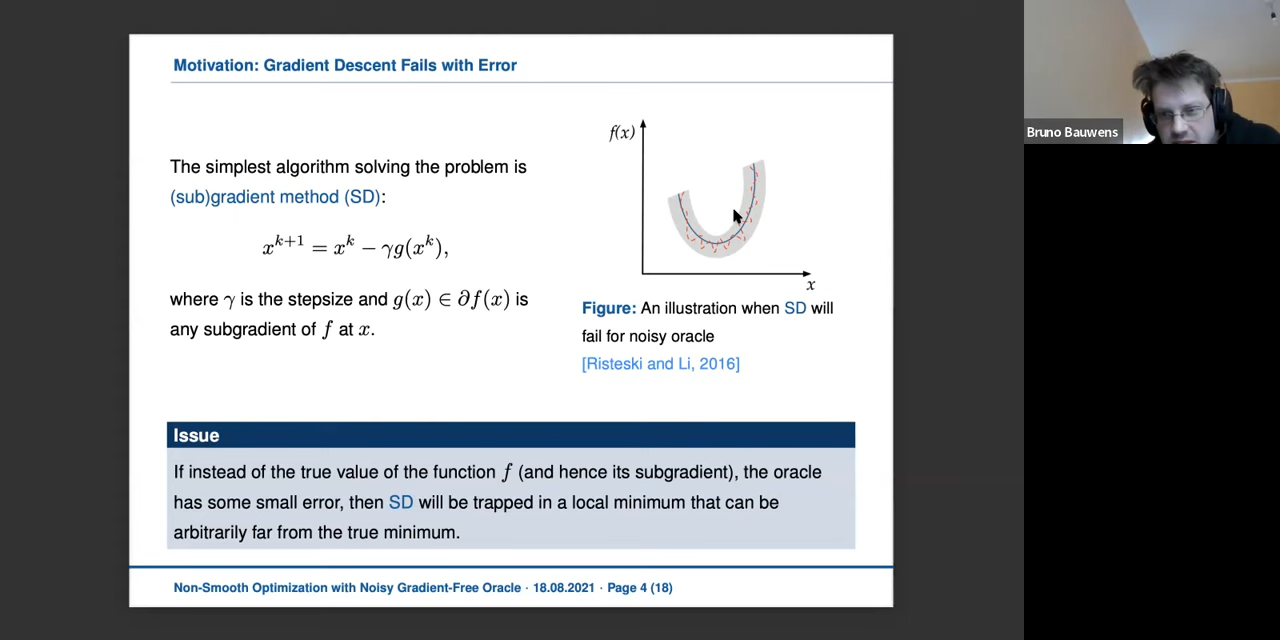 Motivation: Gradient Descent Fails with Error
The simplest algorithm solving the problem is
(sub)gradient method (SD):
x^{k+1} = x^k − γg(x^k),
where γ is the stepsize and g(x) ∈ ∂f(x) is
any subgradient of f at x.
f(x)
x
Figure: An illustration when SD will
fail for noisy oracle
[Risteski and Li, 2016]
Issue
If instead of the true value of the function f (and hence its subgradient), the oracle
has some small error, then SD will be trapped in a local minimum that can be
arbitrarily far from the true minimum.
Non-Smooth Optimization with Noisy Gradient-Free Oracle · 18.08.2021 · Page 4 (18)
Bruno Bauwens